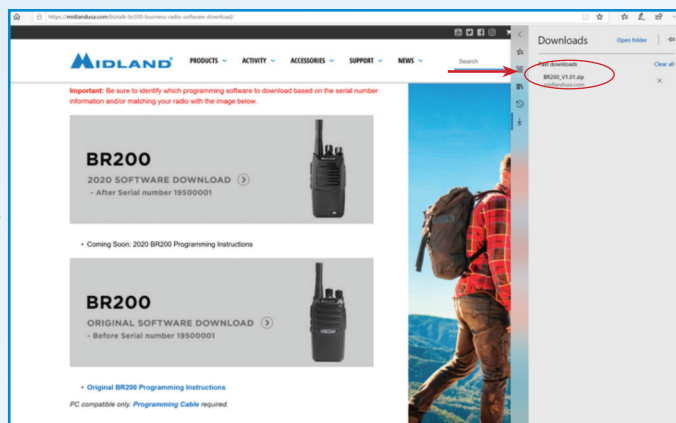 https://midlandusa.com/biztalk-br200-business-radio-software-download/
MIDLAND
PRODUCTS
ACTIVITY
ACCESSORIES
SUPPORT
NEWS
Search
Downloads
Open folder
Past downloads
Clear all
BR200_V1.01.zip
midlandusa.com
Important: Be sure to identify which programming software to download based on the serial number
information and/or matching your radio with the image below.
BR200
2020 SOFTWARE DOWNLOAD
- After Serial number 19500001
• Coming Soon: 2020 BR200 Programming Instructions
BR200
ORIGINAL SOFTWARE DOWNLOAD
- Before Serial number 19500001
• Original BR200 Programming Instructions
PC compatible only. Programming Cable required.